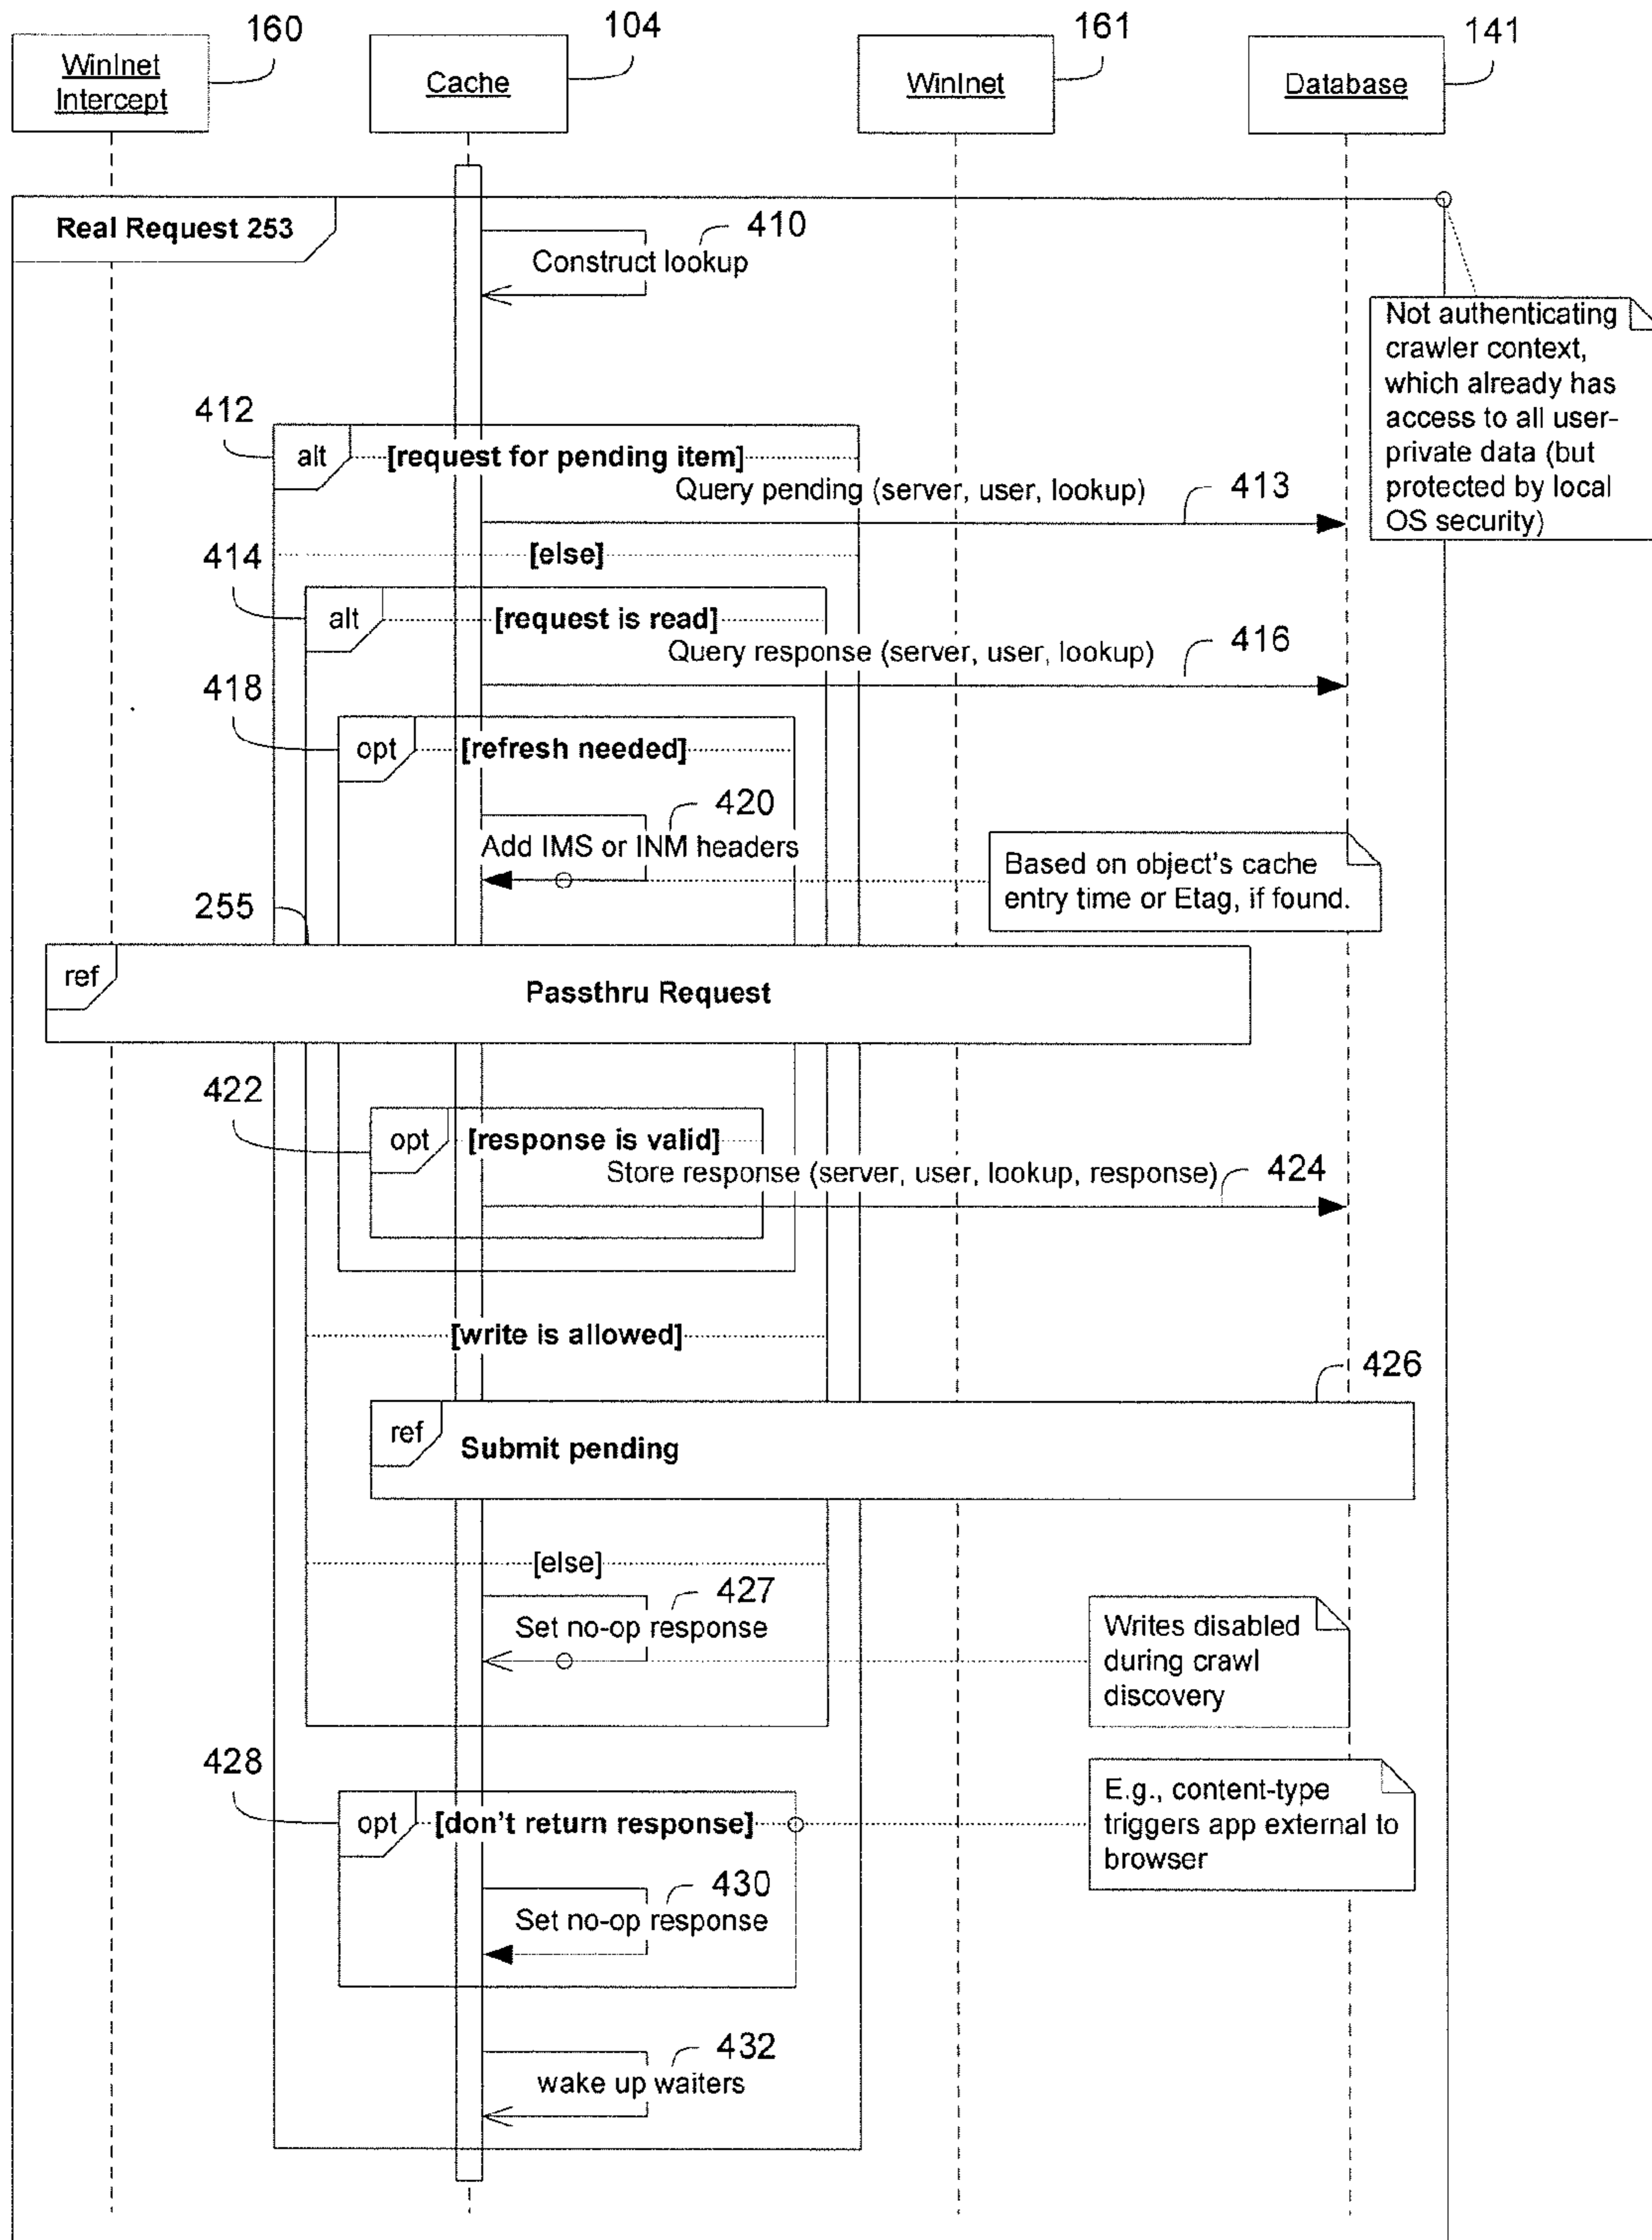 160
104
161
141
WinInet
Intercept
Cache
WinInet
Database
Real Request 253
410
Construct lookup
Not authenticating
crawler context,
which already has
access to all user-
private data (but
protected by local
OS security)
412
alt
[request for pending item]
Query pending (server, user, lookup)
413
414
[else]
alt
[request is read]
Query response (server, user, lookup)
416
418
opt
[refresh needed]
420
Add IMS or INM headers
Based on object's cache
entry time or Etag, if found.
255
ref
Passthru Request
422
opt
[response is valid]
Store response (server, user, lookup, response)
424
[write is allowed]
426
ref
Submit pending
[else]
427
Set no-op response
Writes disabled
during crawl
discovery
428
opt
[don't return response]
E.g., content-type
triggers app external to
browser
430
Set no-op response
432
wake up waiters